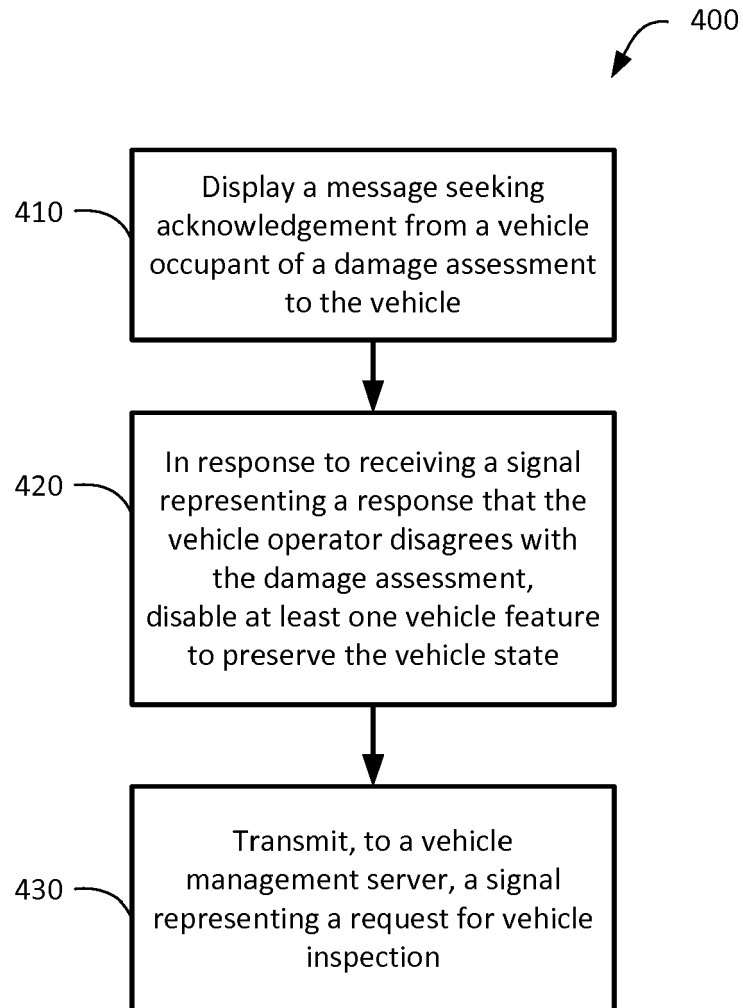 400
410
Display a message seeking
acknowledgement from a vehicle
occupant of a damage assessment
to the vehicle
420
In response to receiving a signal
representing a response that the
vehicle operator disagrees with
the damage assessment,
disable at least one vehicle feature
to preserve the vehicle state
430
Transmit, to a vehicle
management server, a signal
representing a request for vehicle
inspection